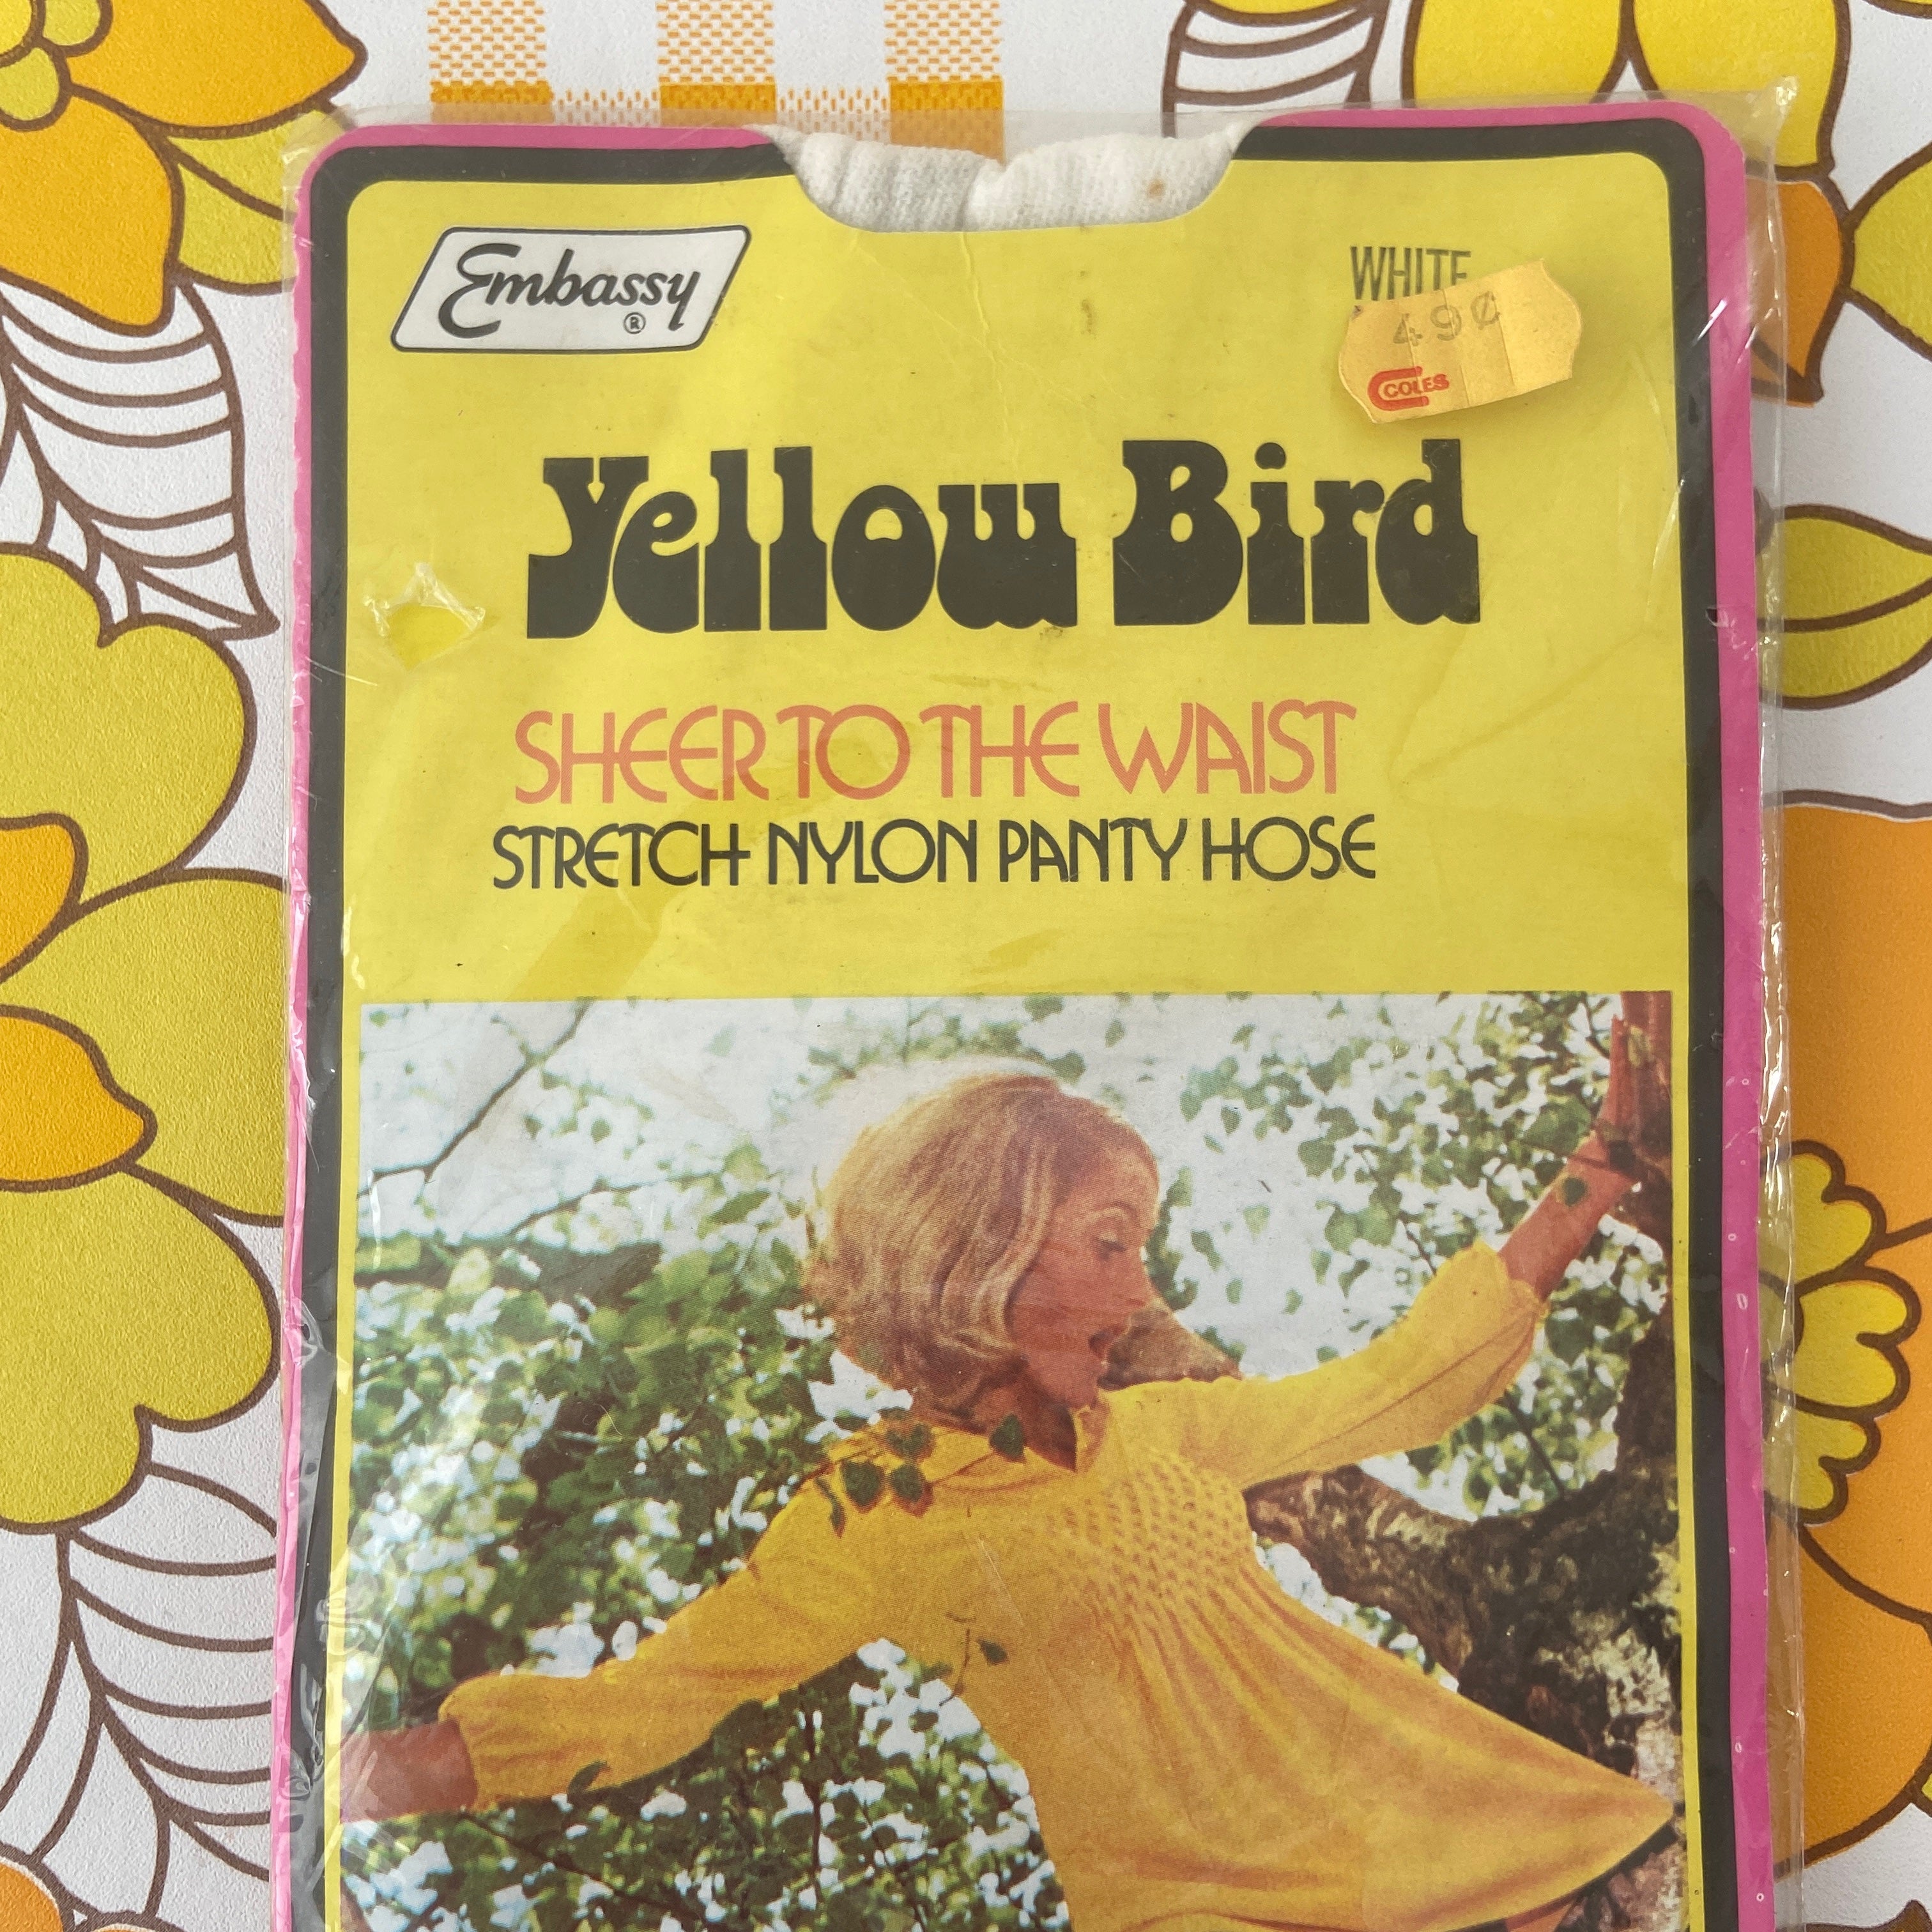 Embassy ®
WHITE
49¢
COLES
Yellow Bird
SHEER TO THE WAIST
STRETCH NYLON PANTY HOSE